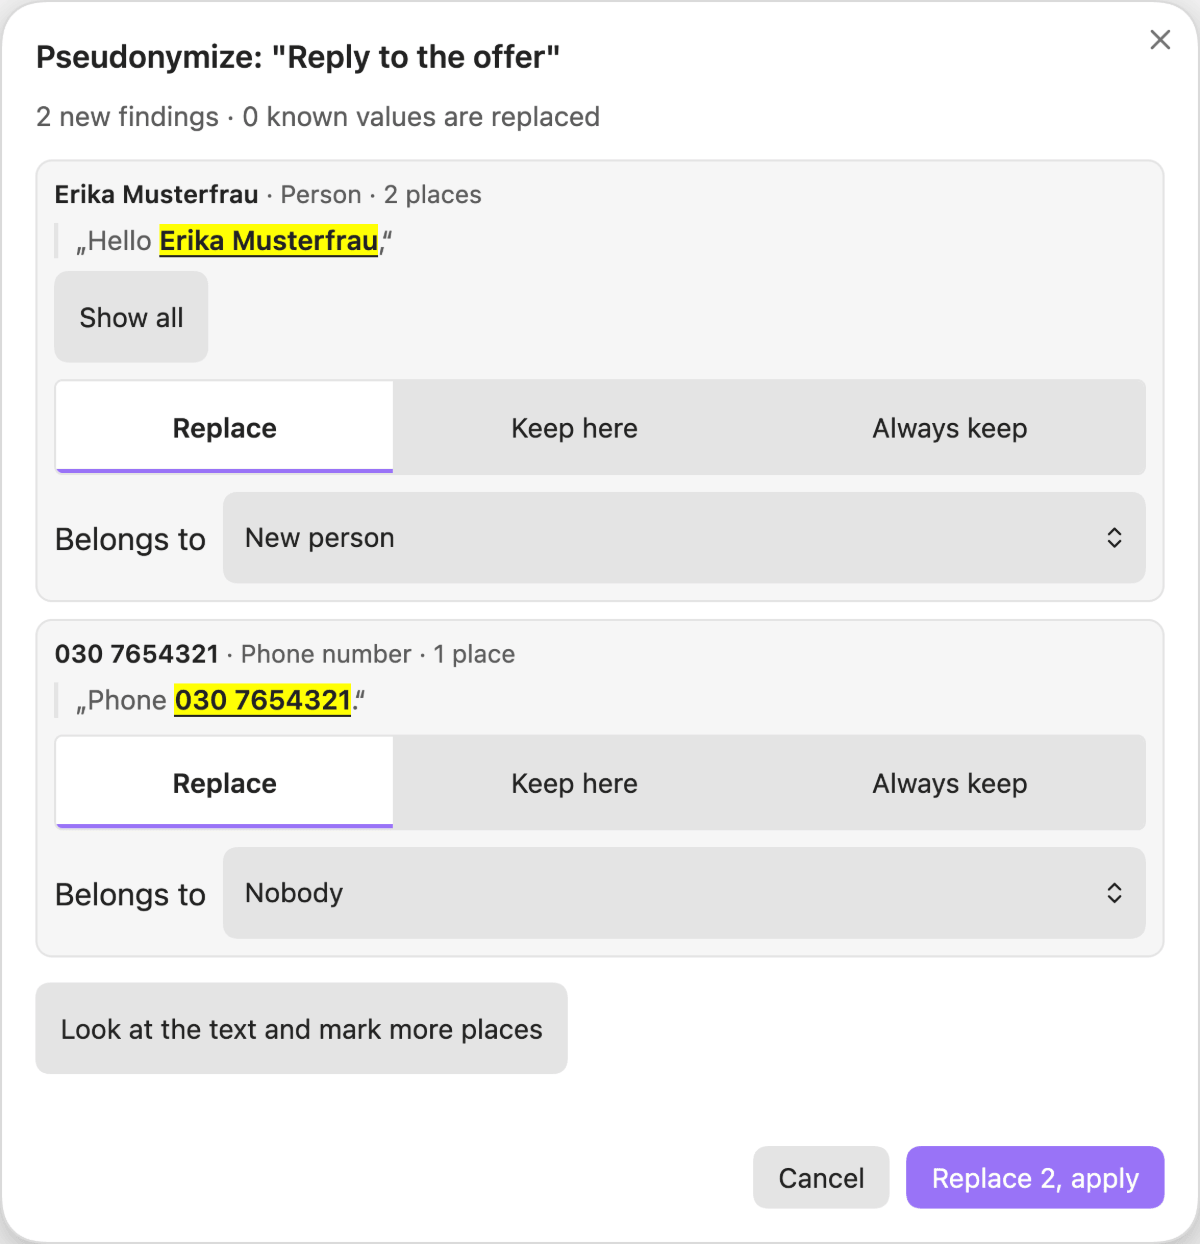 Pseudonymize: "Reply to the offer"
2 new findings · 0 known values are replaced
Erika Musterfrau · Person · 2 places
„Hello Erika Musterfrau,“
Show all
Replace
Keep here
Always keep
Belongs to
New person
030 7654321 · Phone number · 1 place
„Phone 030 7654321.“
Replace
Keep here
Always keep
Belongs to
Nobody
Look at the text and mark more places
Cancel
Replace 2, apply